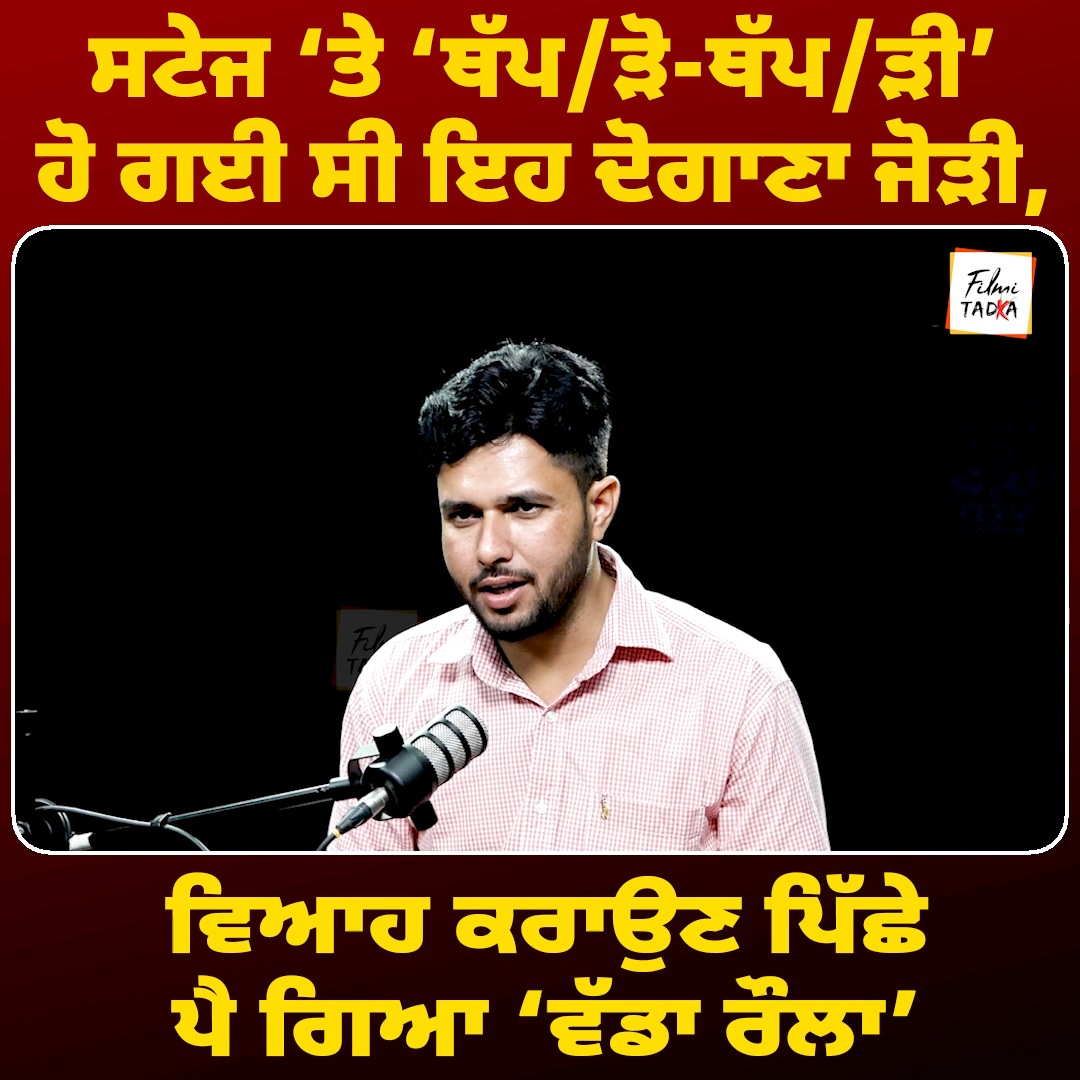 ਸਟੇਜ ‘ਤੇ ‘ਥੱਪ/ੜੋ-ਥੱਪ/ੜੀ’
ਹੋ ਗਈ ਸੀ ਇਹ ਦੋਗਾਣਾ ਜੋੜੀ,
Filmi
TADKA
ਵਿਆਹ ਕਰਾਉਣ ਪਿੱਛੇ
ਪੈ ਗਿਆ ‘ਵੱਡਾ ਰੌਲਾ’